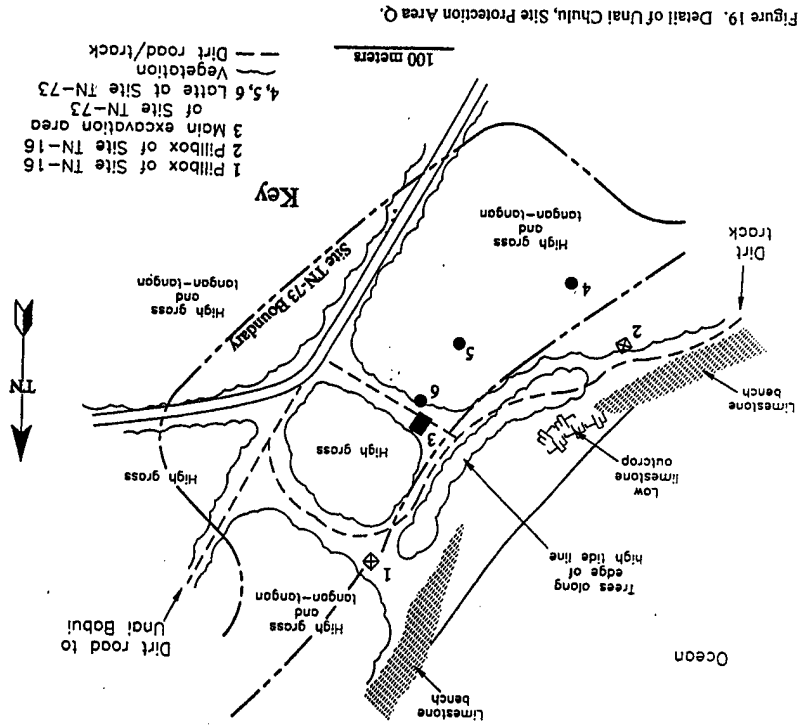 Limestone
bench
Ocean
Dirt road to
Unai Babui
High grass
and
tangan-tangan
Trees along
edge of
high tide line
1
Low
limestone
outcrop
High grass
High grass
3
Limestone
bench
6
TN
2
5
4
Site TN-73 Boundary
High grass
and
tangan-tangan
Dirt
track
High grass
and
tangan-tangan
Key
1 Pillbox of Site TN-16
2 Pillbox of Site TN-16
3 Main excavation area
of Site TN-73
4,5,6 Latte at Site TN-73
Vegetation
Dirt road/track
100 meters
Figure 19. Detail of Unai Chulu, Site Protection Area Q.